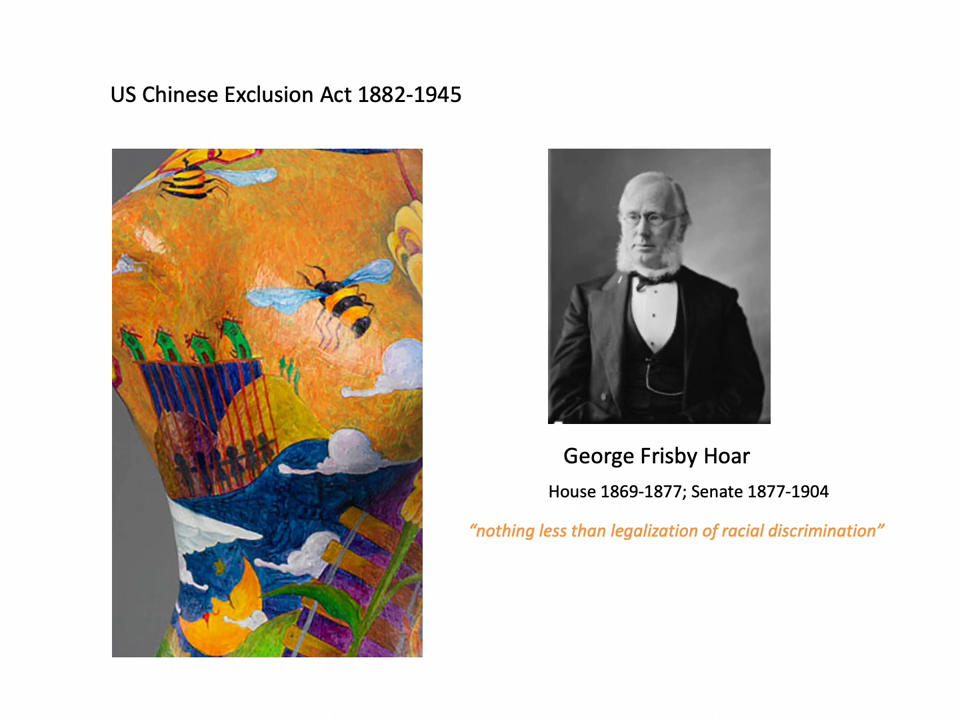 US Chinese Exclusion Act 1882-1945
George Frisby Hoar
House 1869-1877; Senate 1877-1904
“nothing less than legalization of racial discrimination”